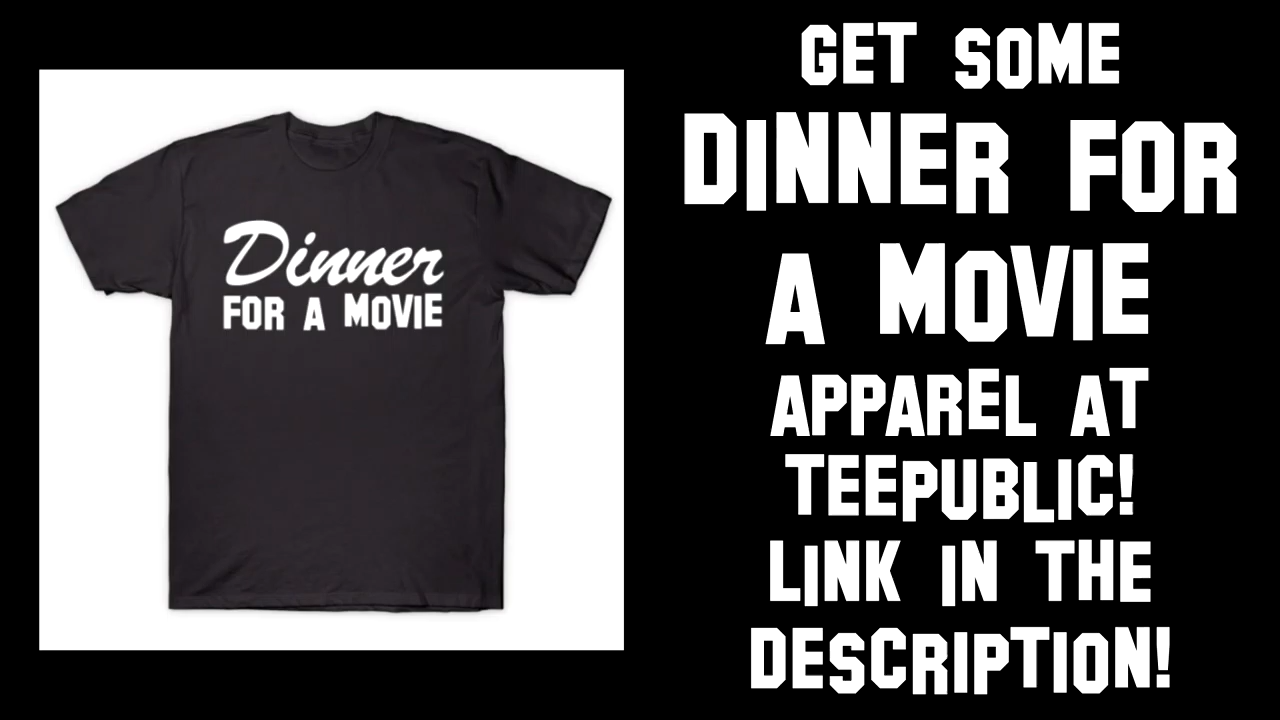 Dinner
FOR A MOVIE
GET SOME
DINNER FOR
A MOVIE
APPAREL AT
TEEPUBLIC!
LINK IN THE
DESCRIPTION!